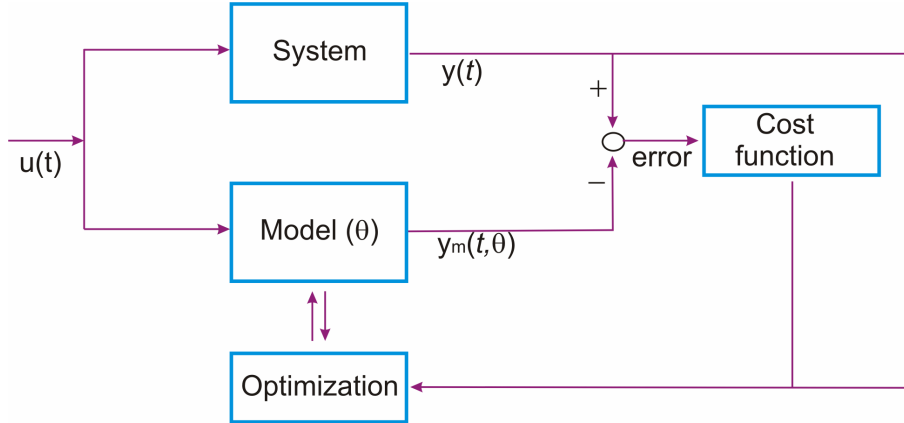 System
y(t)
+
u(t)
error
Cost
function
−
Model (θ)
yₘ(t,θ)
Optimization